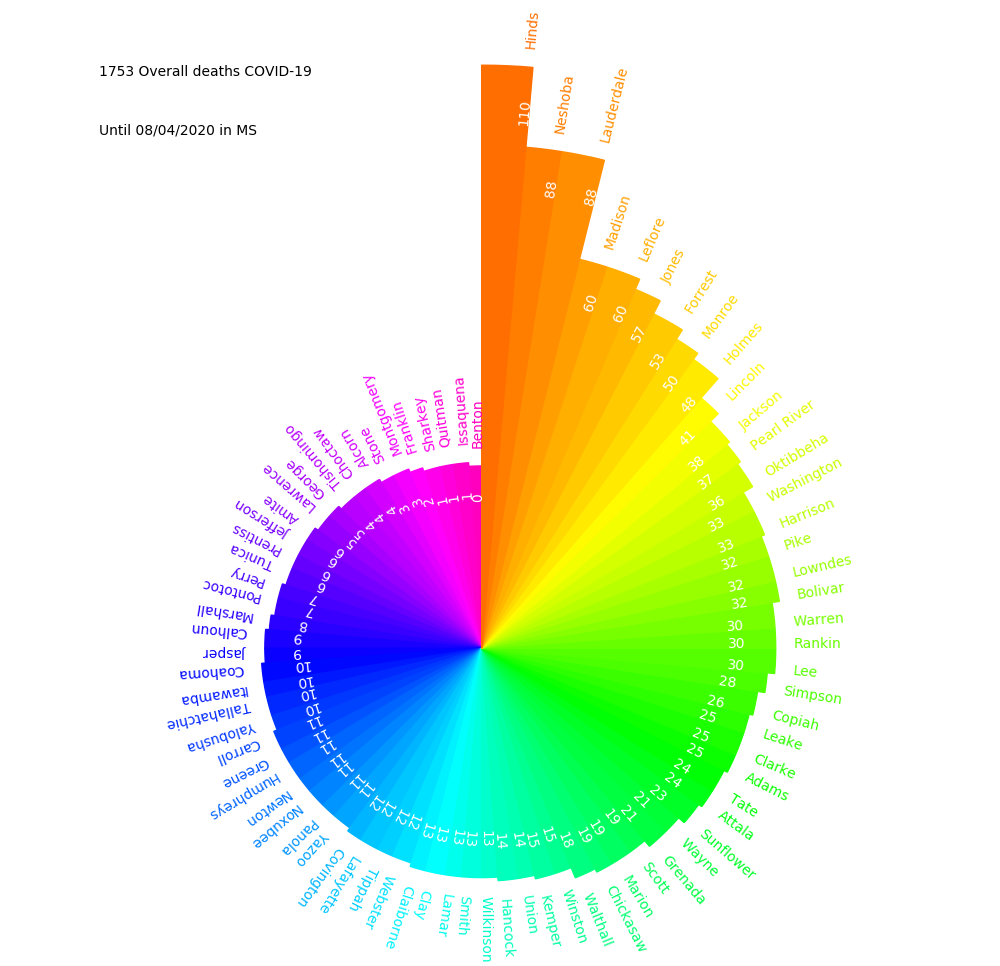 1753 Overall deaths COVID-19
Until 08/04/2020 in MS
Hinds
110
Neshoba
88
Lauderdale
88
Madison
60
Leflore
60
Jones
57
Forrest
53
Monroe
50
Holmes
48
Lincoln
41
Jackson
38
Pearl River
37
Oktibbeha
36
Washington
33
Harrison
33
Pike
32
Lowndes
32
Bolivar
32
Warren
30
Rankin
30
Lee
30
Simpson
28
Copiah
26
Leake
25
Clarke
25
Adams
25
Tate
24
Attala
24
Sunflower
23
Wayne
21
Grenada
21
Scott
19
Marion
19
Chickasaw
19
Walthall
18
Winston
15
Kemper
15
Union
14
Hancock
14
Wilkinson
13
Smith
13
Lamar
13
Clay
13
Claiborne
13
Webster
12
Tippah
12
Lafayette
12
Covington
12
Yazoo
11
Panola
11
Noxubee
11
Newton
11
Humphreys
11
Greene
11
Carroll
11
Yalobusha
10
Tallahatchie
10
Itawamba
10
Coahoma
10
Jasper
9
Calhoun
9
Marshall
8
Pontotoc
7
Perry
7
Tunica
6
Prentiss
6
Jefferson
6
Amite
6
Lawrence
5
George
5
Tishomingo
4
Choctaw
4
Alcorn
4
Stone
3
Montgomery
3
Franklin
2
Sharkey
1
Quitman
1
Issaquena
1
Benton
0